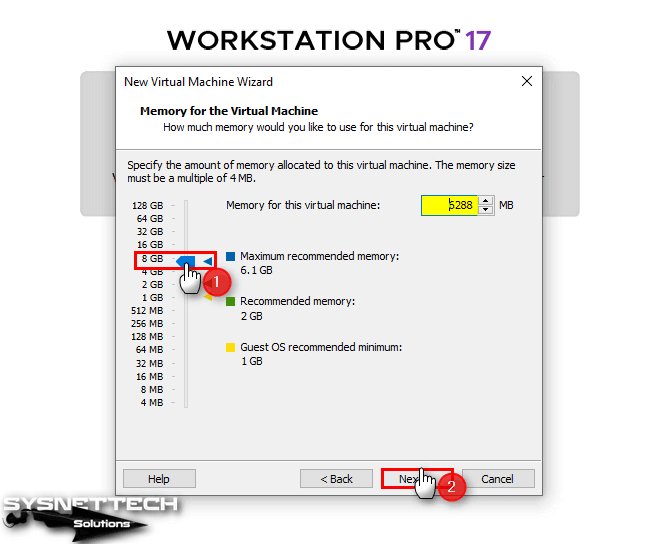 WORKSTATION PRO™ 17
New Virtual Machine Wizard
Memory for the Virtual Machine
How much memory would you like to use for this virtual machine?
Specify the amount of memory allocated to this virtual machine. The memory size
must be a multiple of 4 MB.
128 GB
Memory for this virtual machine: 6288 MB
64 GB
32 GB
16 GB
8 GB
Maximum recommended memory:
4 GB
6.1 GB
1
2 GB
1 GB
Recommended memory:
512 MB
2 GB
256 MB
128 MB
64 MB
Guest OS recommended minimum:
32 MB
1 GB
16 MB
8 MB
4 MB
Help
< Back
Cancel
2
SYSNETTECH
Solutions